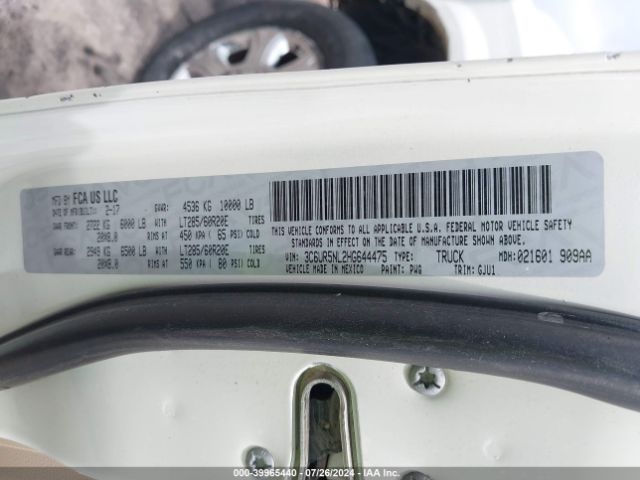 MFD BY FCA US LLC
DATE OF MFR/BUILT: 2-17 GVWR: 4536 KG 10000 LB
GAWR FRONT: 2722 KG 6000 LB WITH LT285/60R20E TIRES
20X8.0 RIMS AT 450 KPA ( 65 PSI) COLD
GAWR REAR: 2949 KG 6500 LB WITH LT285/60R20E TIRES
20X8.0 RIMS AT 550 KPA ( 80 PSI) COLD
THIS VEHICLE CONFORMS TO ALL APPLICABLE U.S.A. FEDERAL MOTOR VEHICLE SAFETY
STANDARDS IN EFFECT ON THE DATE OF MANUFACTURE SHOWN ABOVE.
VIN: 3C6UR5NL2HG644475 TYPE: TRUCK MDH: 021601 909AA
VEHICLE MADE IN MEXICO PAINT: PWQ TRIM: GJU1
STOCK: 39965440 | 07/26/2024 | IAA Inc.